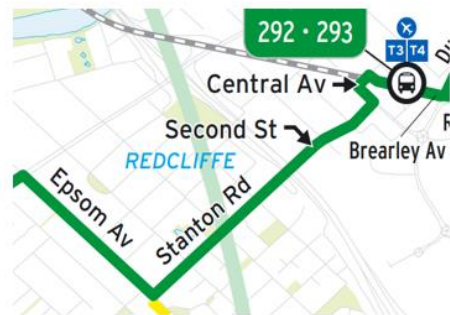 292 • 293
T3 T4
Central Av
Second St
Brearley Av
REDCLIFFE
Epsom Av
Stanton Rd